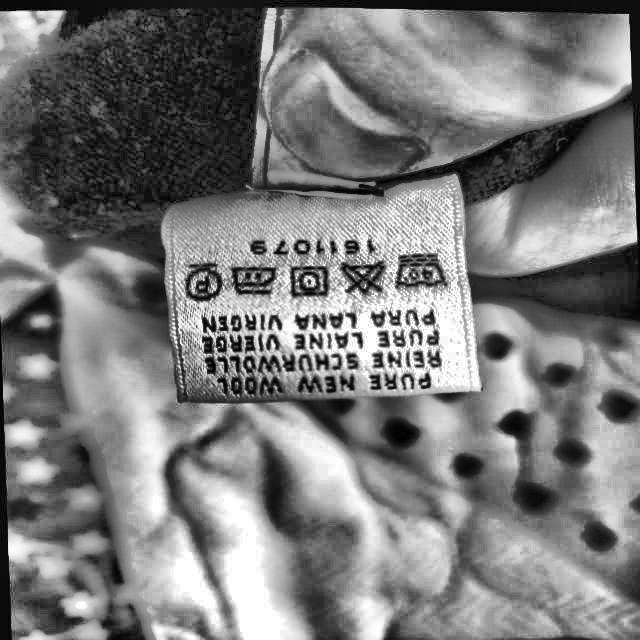 PURE NEW WOOL
REINE SCHURWOLLE
PURE LAINE VIERGE
PURA LANA VIRGEN
P
1611079